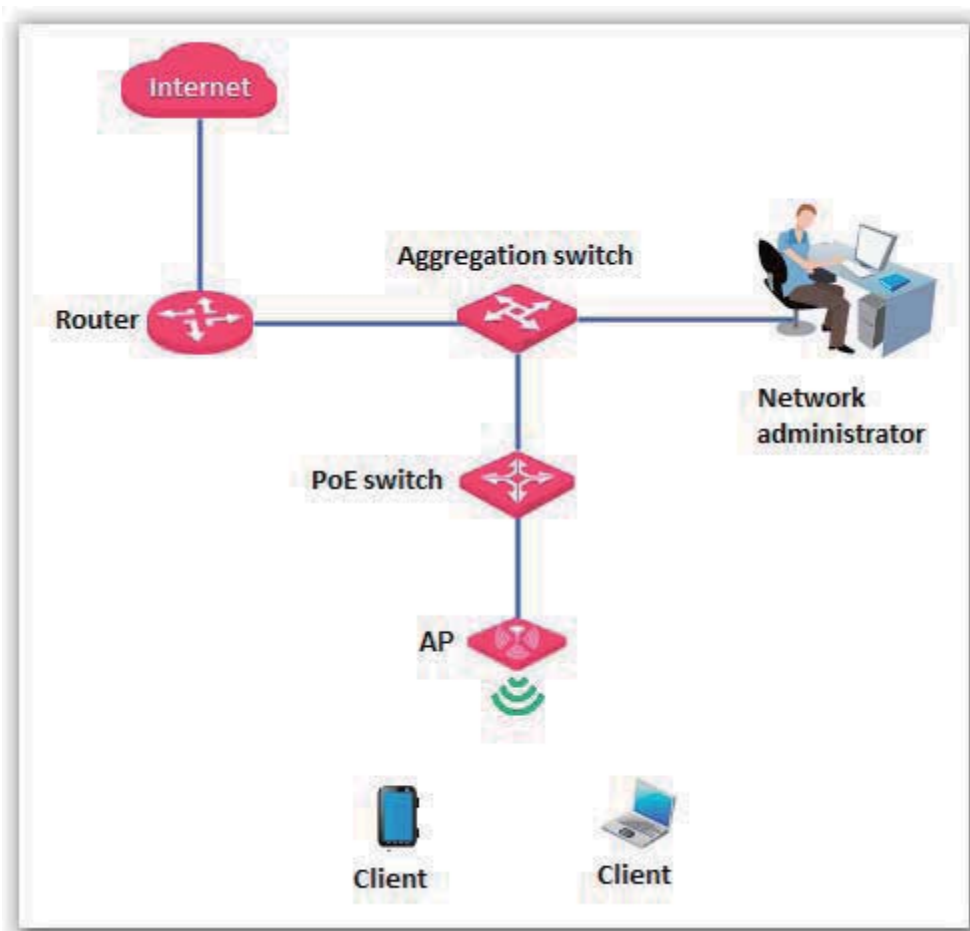 Internet
Aggregation switch
Router
Network
administrator
PoE switch
AP
Client
Client